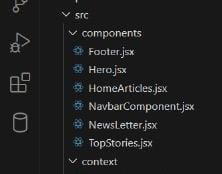 src
components
Footer.jsx
Hero.jsx
HomeArticles.jsx
NavbarComponent.jsx
NewsLetter.jsx
TopStories.jsx
context